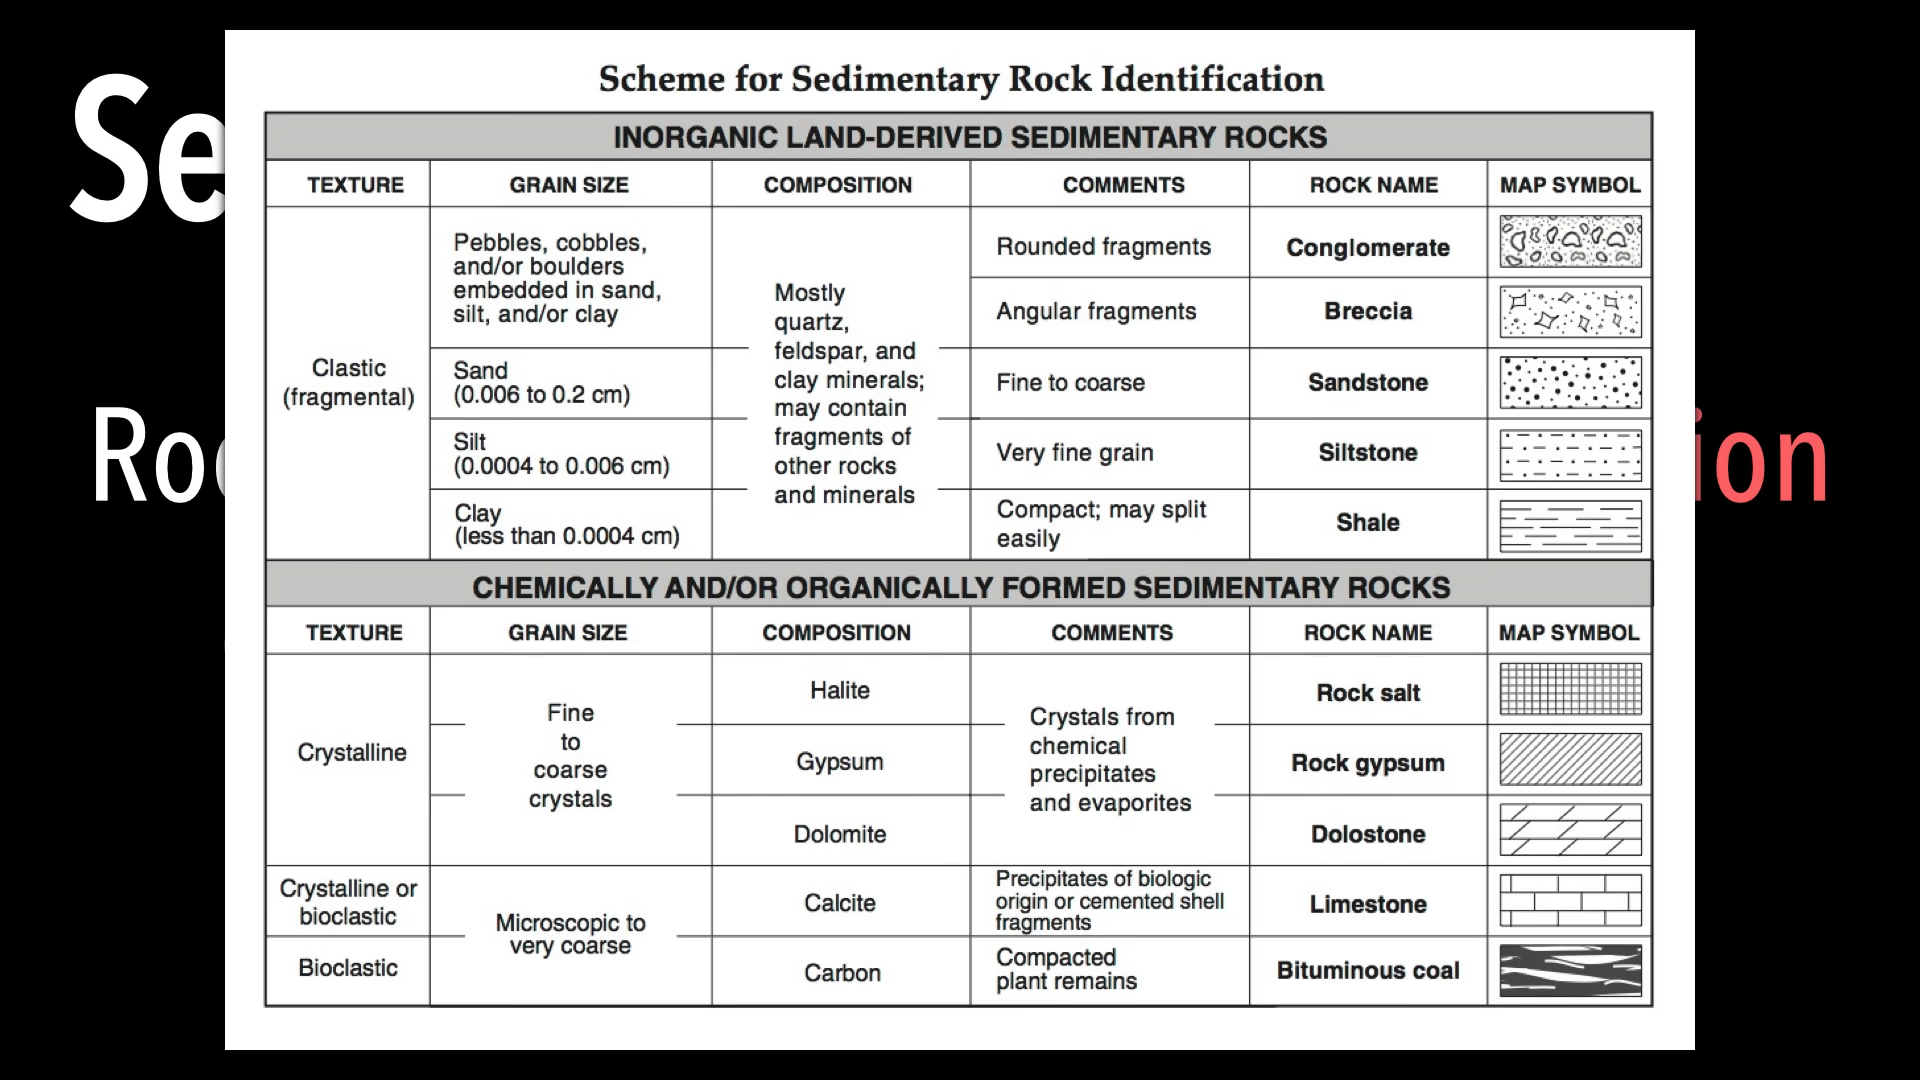 Se
Roc
ion
Scheme for Sedimentary Rock Identification
INORGANIC LAND-DERIVED SEDIMENTARY ROCKS
TEXTURE GRAIN SIZE COMPOSITION COMMENTS ROCK NAME MAP SYMBOL
Clastic
(fragmental)
Pebbles, cobbles,
and/or boulders
embedded in sand,
silt, and/or clay
Sand
(0.006 to 0.2 cm)
Silt
(0.0004 to 0.006 cm)
Clay
(less than 0.0004 cm)
Mostly
quartz,
feldspar, and
clay minerals;
may contain
fragments of
other rocks
and minerals
Rounded fragments
Conglomerate
Angular fragments
Breccia
Fine to coarse
Sandstone
Very fine grain
Siltstone
Compact; may split
easily
Shale
CHEMICALLY AND/OR ORGANICALLY FORMED SEDIMENTARY ROCKS
TEXTURE GRAIN SIZE COMPOSITION COMMENTS ROCK NAME MAP SYMBOL
Crystalline
Fine
to
coarse
crystals
Halite
Gypsum
Dolomite
Crystals from
chemical
precipitates
and evaporites
Rock salt
Rock gypsum
Dolostone
Crystalline or
bioclastic
Microscopic to
very coarse
Calcite
Precipitates of biologic
origin or cemented shell
fragments
Limestone
Bioclastic
Carbon
Compacted
plant remains
Bituminous coal